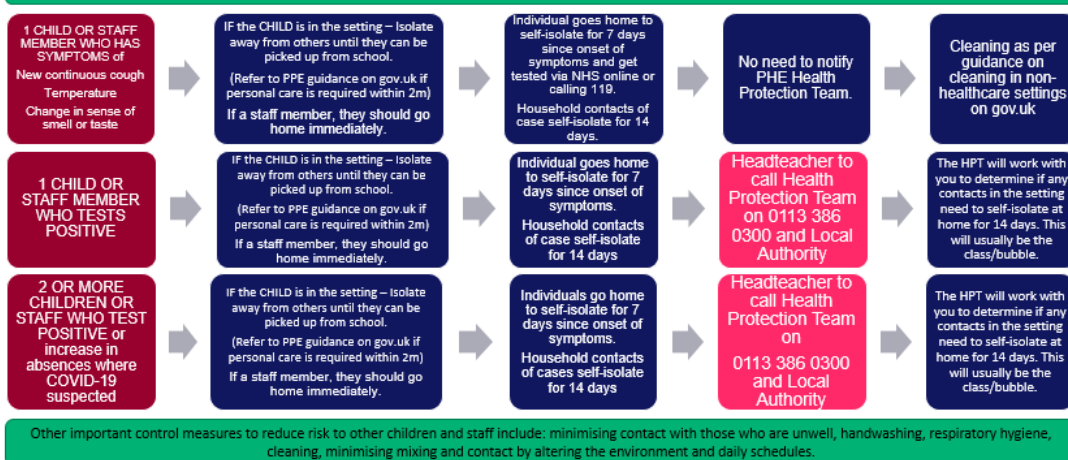 1 CHILD OR STAFF
MEMBER WHO HAS
SYMPTOMS of
New continuous cough
Temperature
Change in sense of
smell or taste
IF the CHILD is in the setting – Isolate
away from others until they can be
picked up from school.
(Refer to PPE guidance on gov.uk if
personal care is required within 2m)
If a staff member, they should go
home immediately.
Individual goes home to
self-isolate for 7 days
since onset of
symptoms and get
tested via NHS online or
calling 119.
Household contacts of
case self-isolate for 14
days.
No need to notify
PHE Health
Protection Team.
Cleaning as per
guidance on
cleaning in non-
healthcare settings
on gov.uk
1 CHILD OR
STAFF MEMBER
WHO TESTS
POSITIVE
IF the CHILD is in the setting – Isolate
away from others until they can be
picked up from school.
(Refer to PPE guidance on gov.uk if
personal care is required within 2m)
If a staff member, they should go
home immediately.
Individual goes home
to self-isolate for 7
days since onset of
symptoms.
Household contacts
of case self-isolate
for 14 days
Headteacher to
call Health
Protection Team
on 0113 386
0300 and Local
Authority
The HPT will work with
you to determine if any
contacts in the setting
need to self-isolate at
home for 14 days. This
will usually be the
class/bubble.
2 OR MORE
CHILDREN OR
STAFF WHO TEST
POSITIVE or
increase in
absences where
COVID-19
suspected
IF the CHILD is in the setting – Isolate
away from others until they can be
picked up from school.
(Refer to PPE guidance on gov.uk if
personal care is required within 2m)
If a staff member, they should go
home immediately.
Individuals go home
to self-isolate for 7
days since onset of
symptoms.
Household contacts
of cases self-isolate
for 14 days
Headteacher to
call Health
Protection Team
on
0113 386 0300
and Local
Authority
The HPT will work with
you to determine if any
contacts in the setting
need to self-isolate at
home for 14 days. This
will usually be the
class/bubble.
Other important control measures to reduce risk to other children and staff include: minimising contact with those who are unwell, handwashing, respiratory hygiene,
cleaning, minimising mixing and contact by altering the environment and daily schedules.